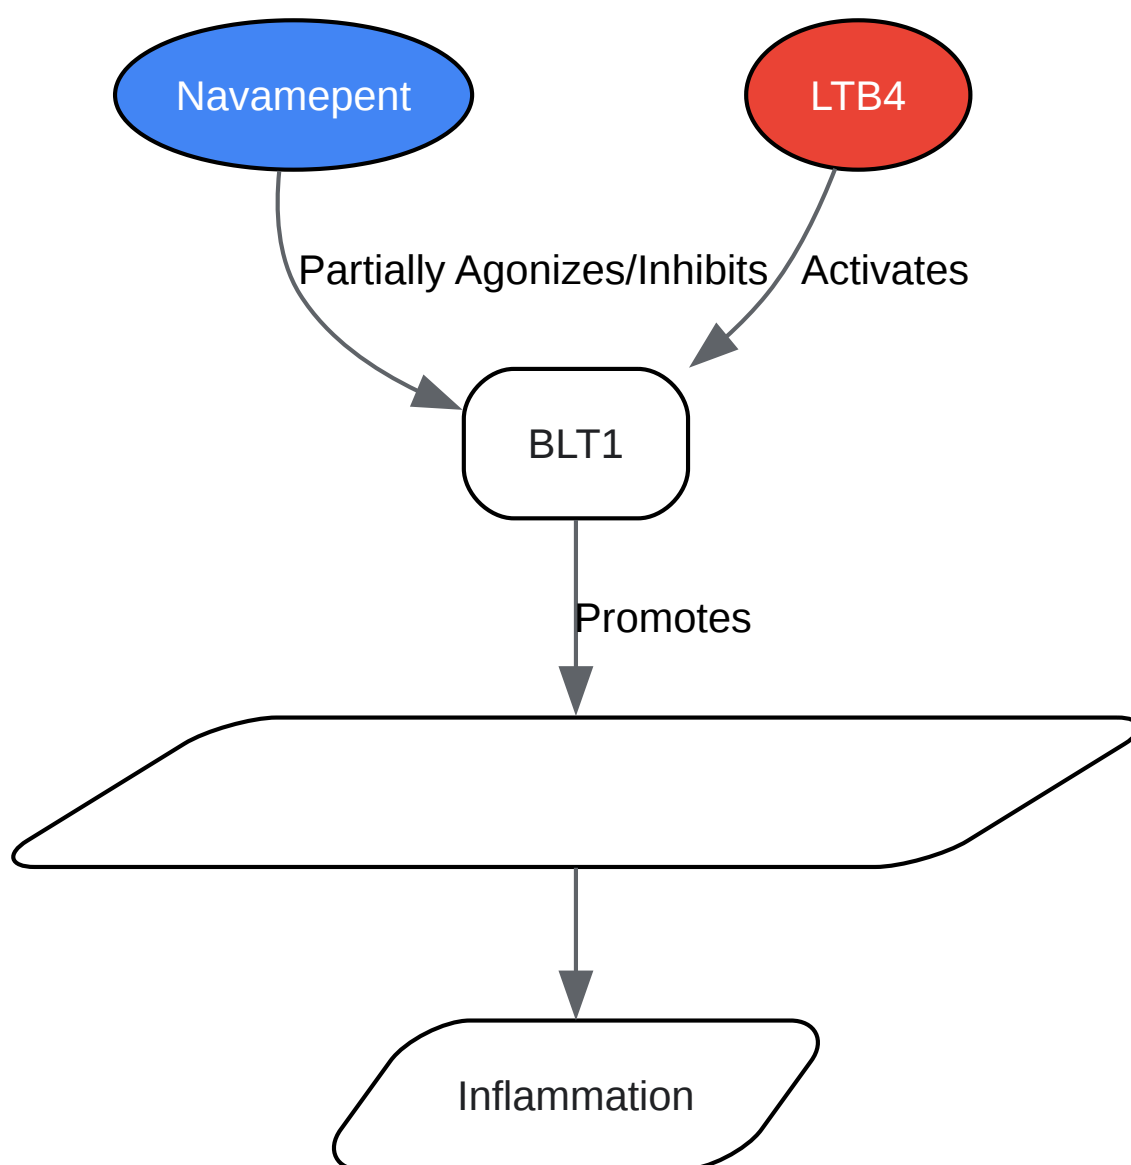 Navamepent
LTB4
Partially Agonizes/Inhibits
Activates
BLT1
Promotes
Inflammation